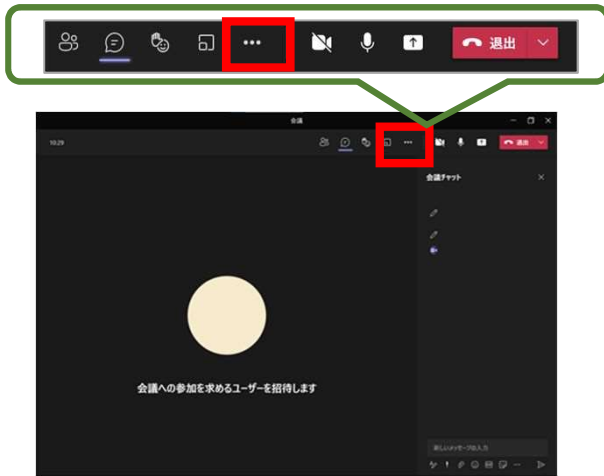 退出
会議
10:29
退出
会議チャット
会議への参加を求めるユーザーを招待します
新しいメッセージの入力